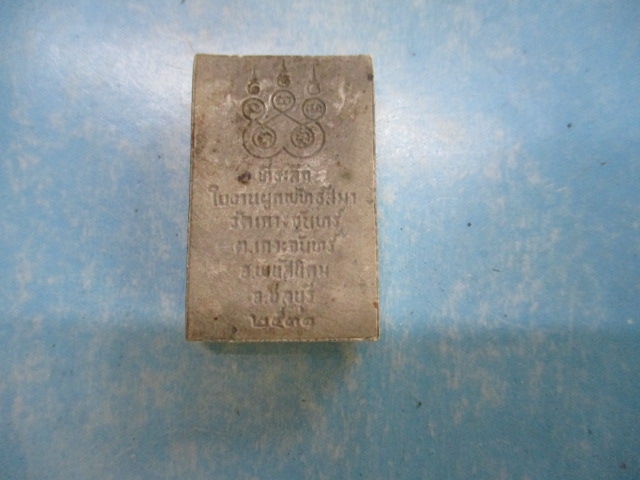 ที่ระลึก
ในงานผูกพัทธสีมา
วัดเกาะจันทร์
ต.เกาะจันทร์
อ.พนัสนิคม
จ.ชลบุรี
๒๕๓๑